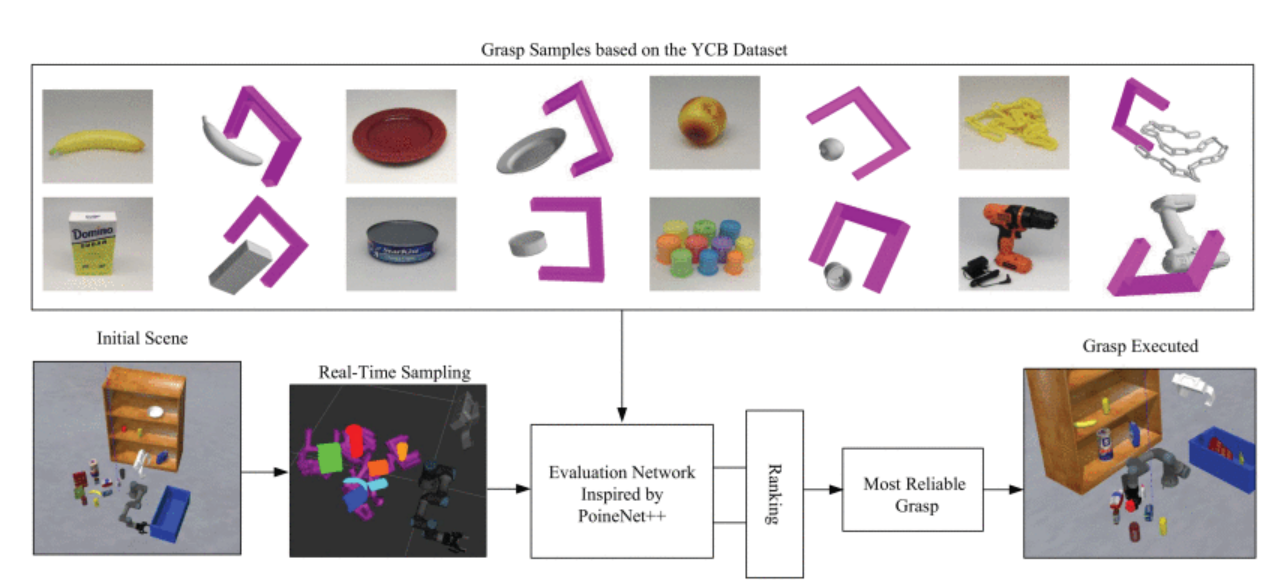 Grasp Samples based on the YCB Dataset
Domino
SUGAR
StarKist
Initial Scene
Real-Time Sampling
Grasp Executed
Evaluation Network
Inspired by
PoineNet++
Ranking
Most Reliable
Grasp